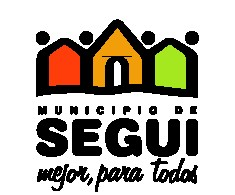 MUNICIPIO DE
SEGUI
mejor, para todos